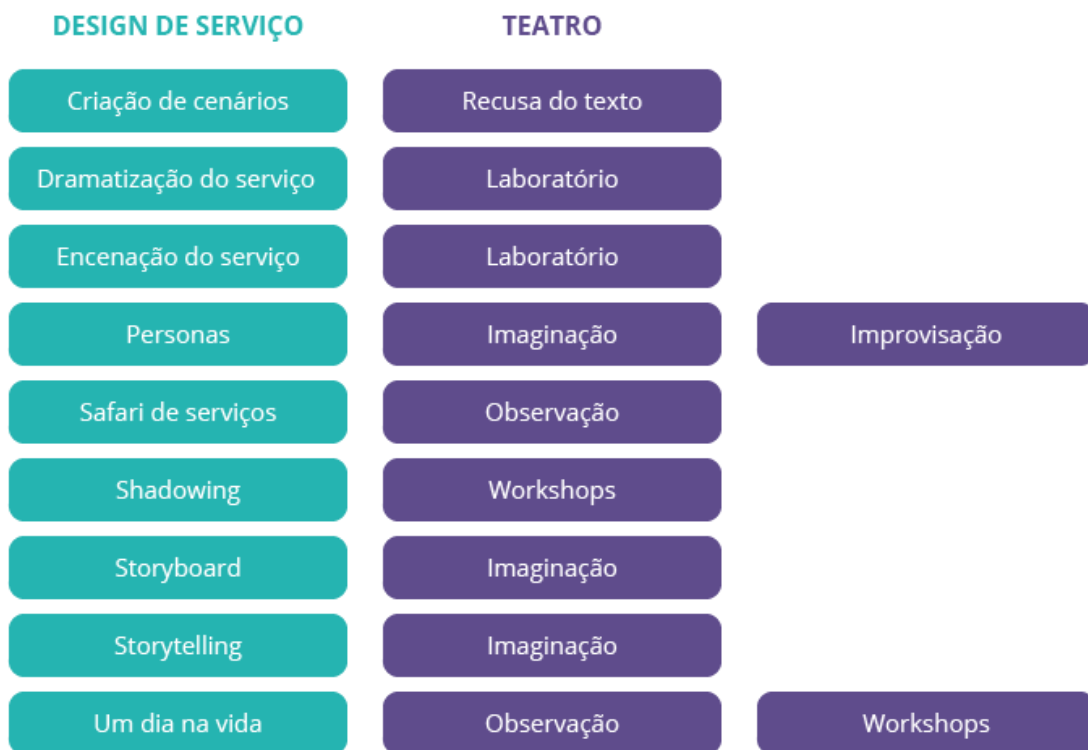 DESIGN DE SERVIÇO TEATRO
Criação de cenários Recusa do texto
Dramatização do serviço Laboratório
Encenação do serviço Laboratório
Personas Imaginação Improvisação
Safari de serviços Observação
Shadowing Workshops
Storyboard Imaginação
Storytelling Imaginação
Um dia na vida Observação Workshops